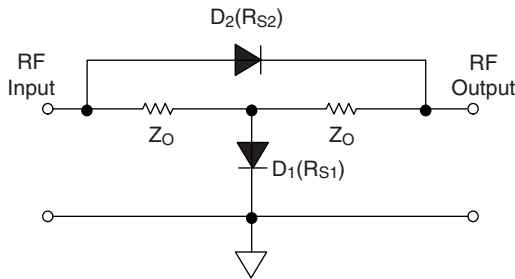 D2(RS2)
RF
Input
RF
Output
ZO
ZO
D1(RS1)